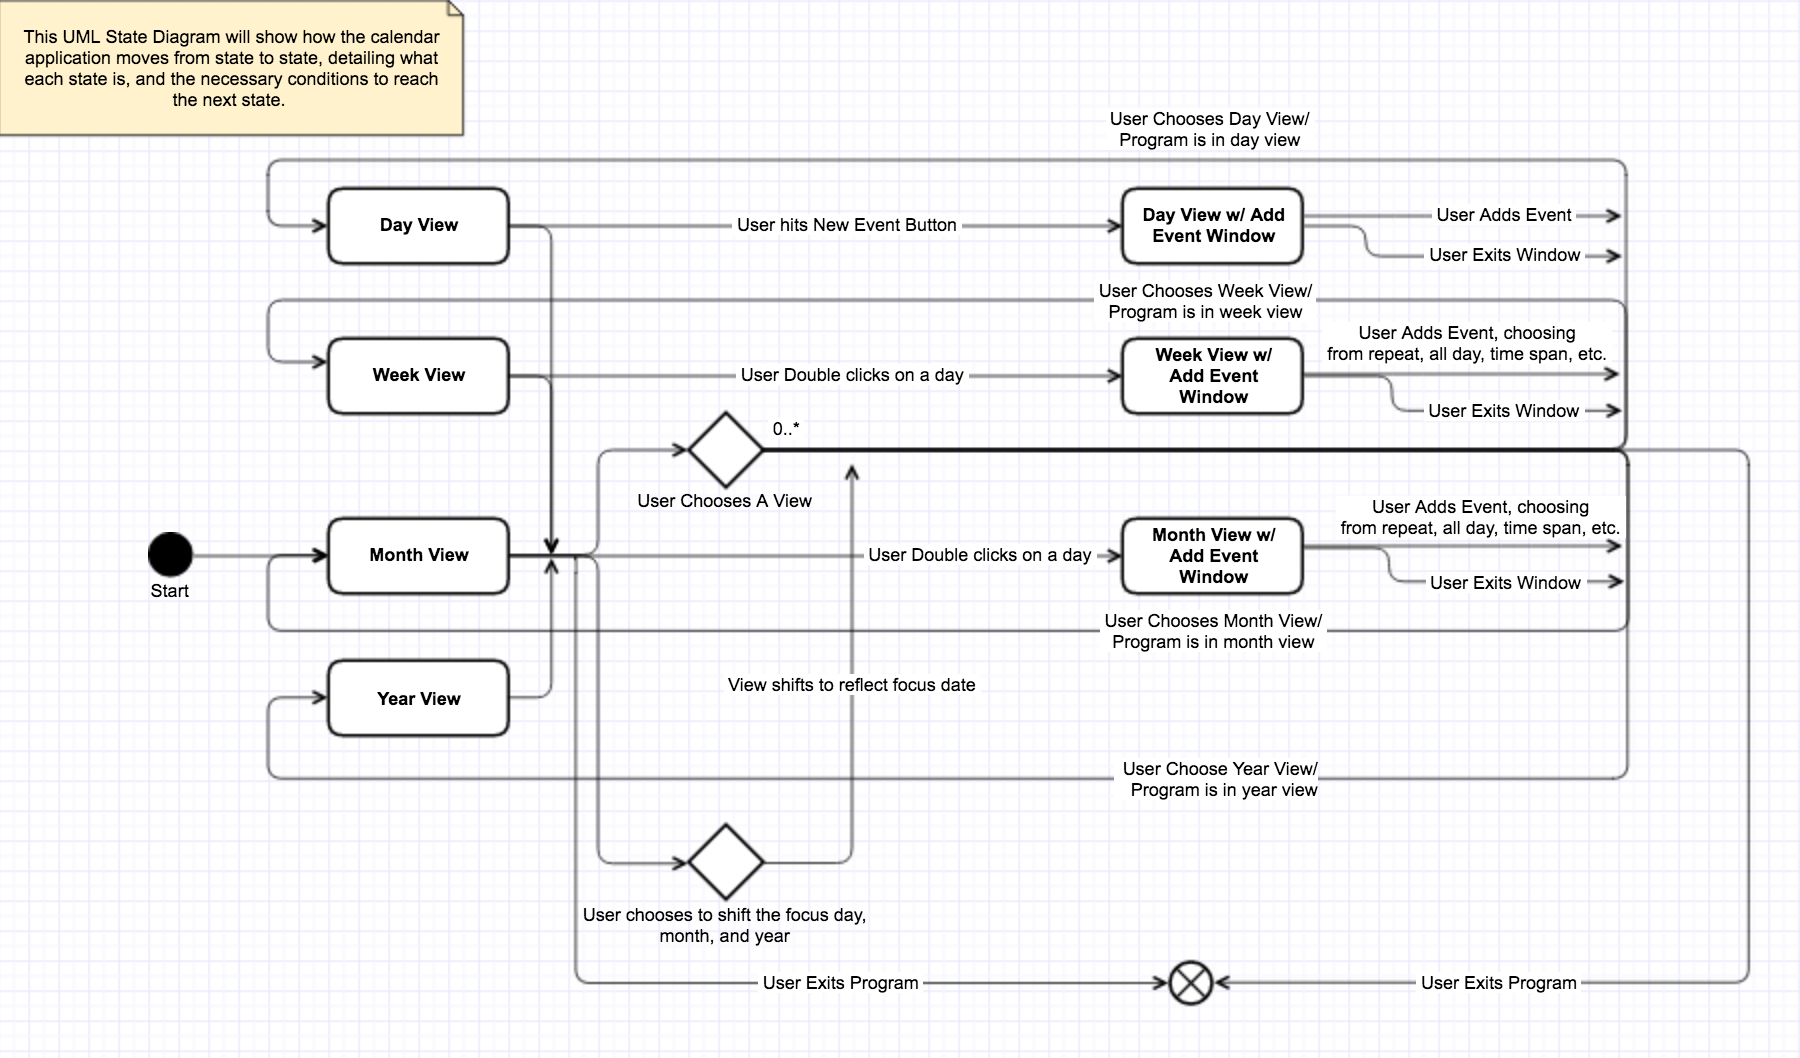 This UML State Diagram will show how the calendar
application moves from state to state, detailing what
each state is, and the necessary conditions to reach
the next state.
User Chooses Day View/
Program is in day view
Day View
User hits New Event Button
Day View w/ Add
Event Window
User Adds Event
User Exits Window
User Chooses Week View/
Program is in week view
Week View
User Double clicks on a day
Week View w/
Add Event
Window
User Adds Event, choosing
from repeat, all day, time span, etc.
User Exits Window
0..*
User Chooses A View
Start
Month View
User Double clicks on a day
Month View w/
Add Event
Window
User Adds Event, choosing
from repeat, all day, time span, etc.
User Exits Window
User Chooses Month View/
Program is in month view
Year View
View shifts to reflect focus date
User Choose Year View/
Program is in year view
User chooses to shift the focus day,
month, and year
User Exits Program
User Exits Program